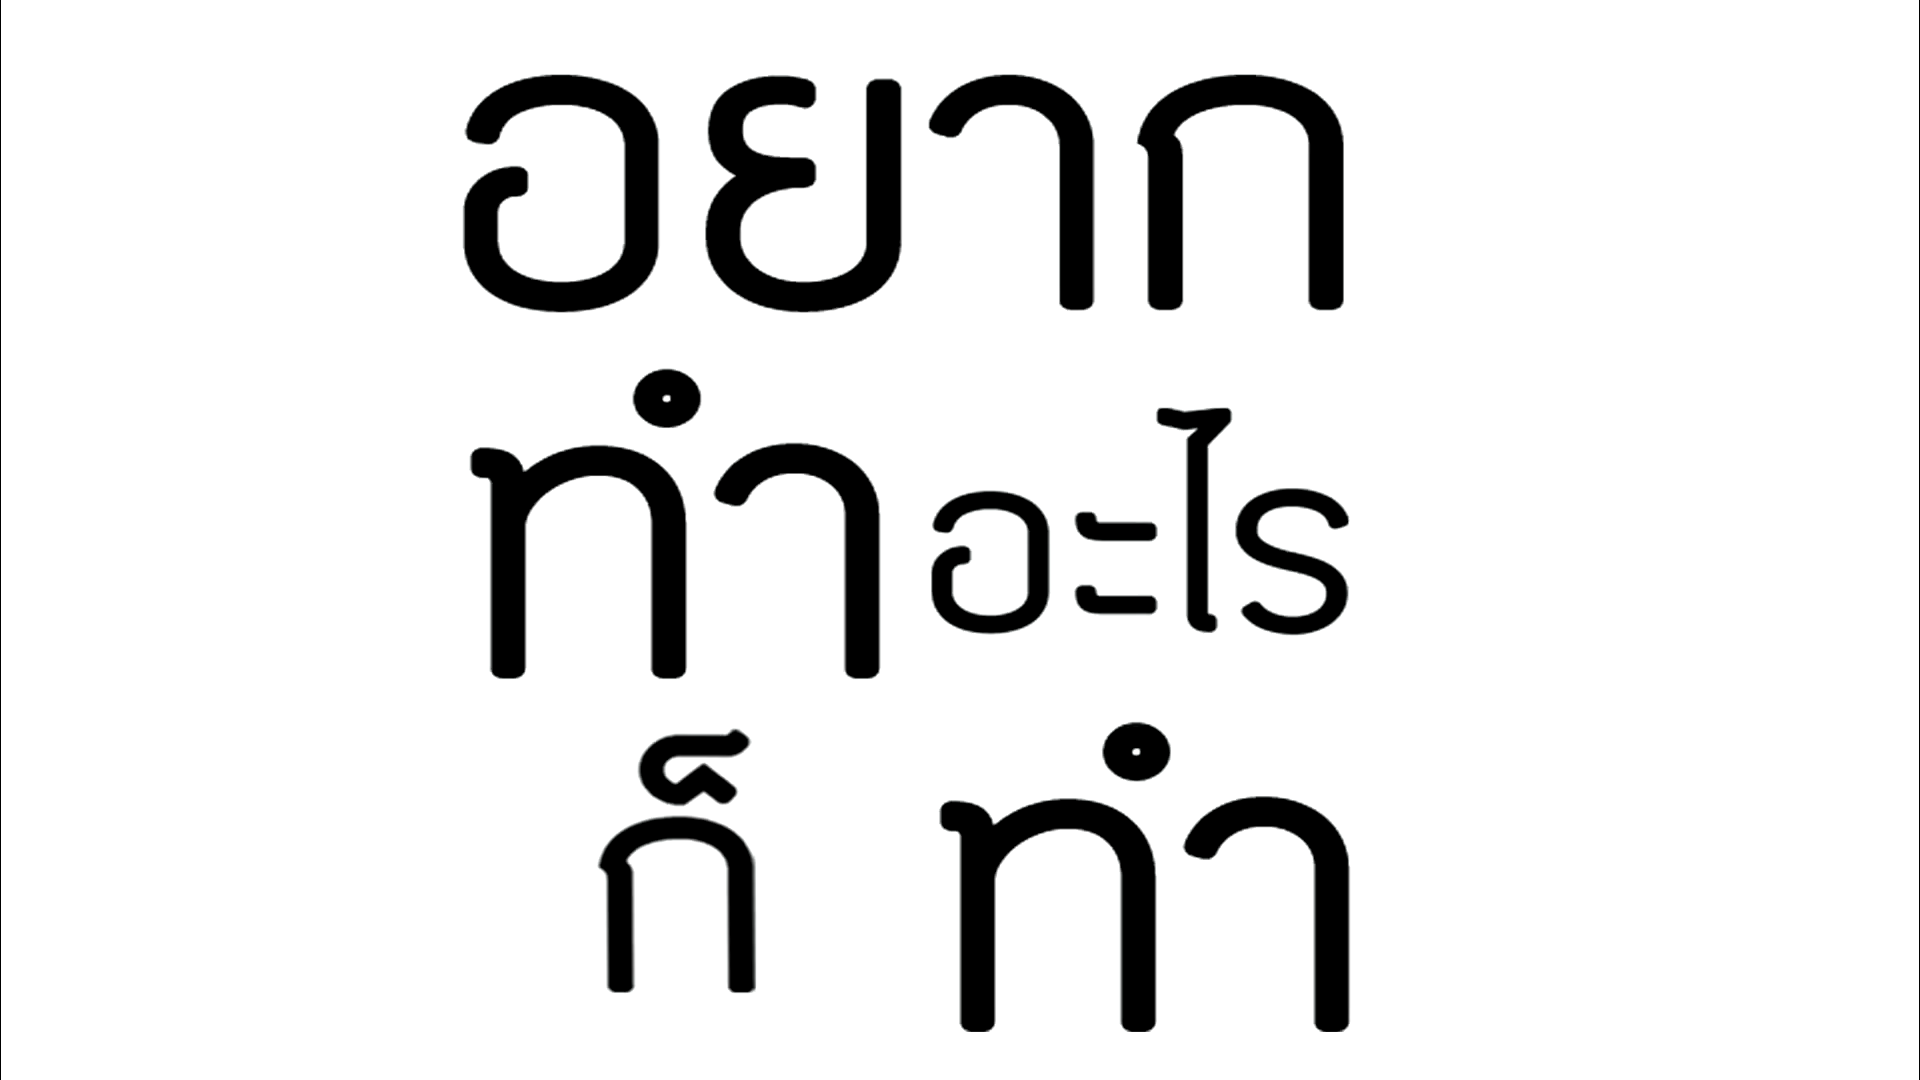 อยาก
ทำอะไร
ก็ ทำ